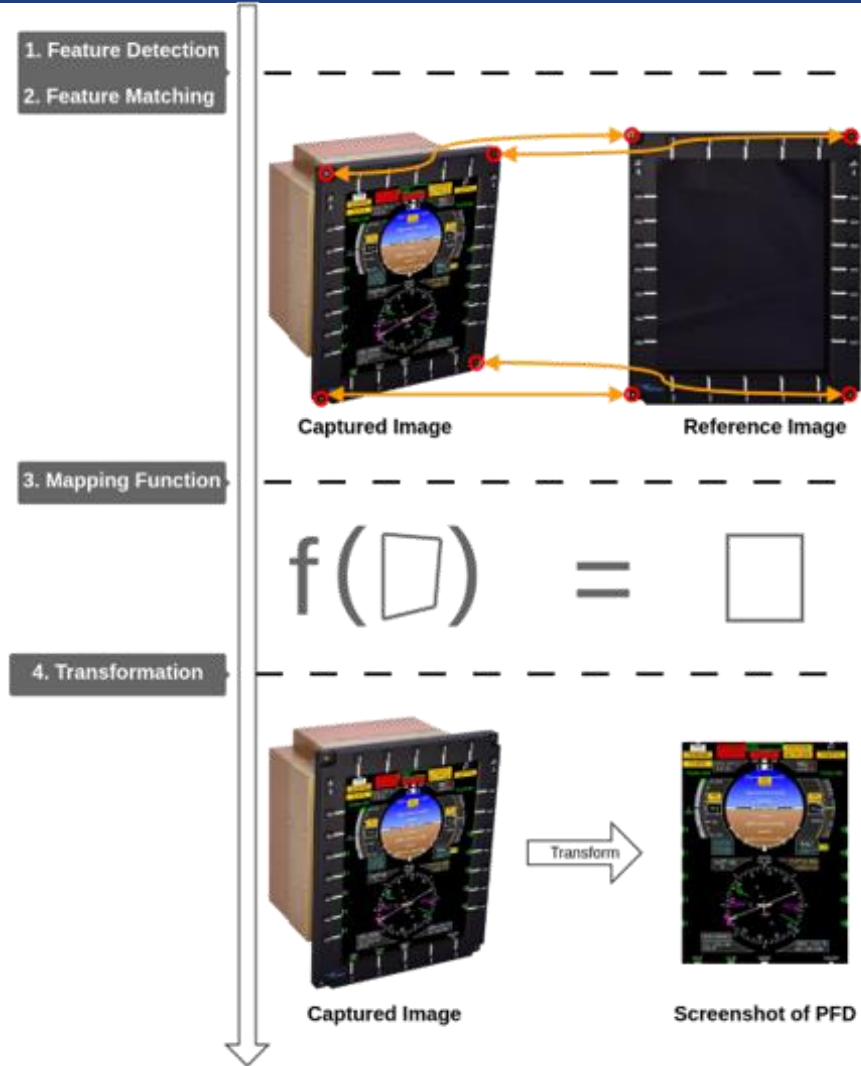 1. Feature Detection
2. Feature Matching
Captured Image
Reference Image
3. Mapping Function
f( ) =
4. Transformation
Transform
Captured Image
Screenshot of PFD